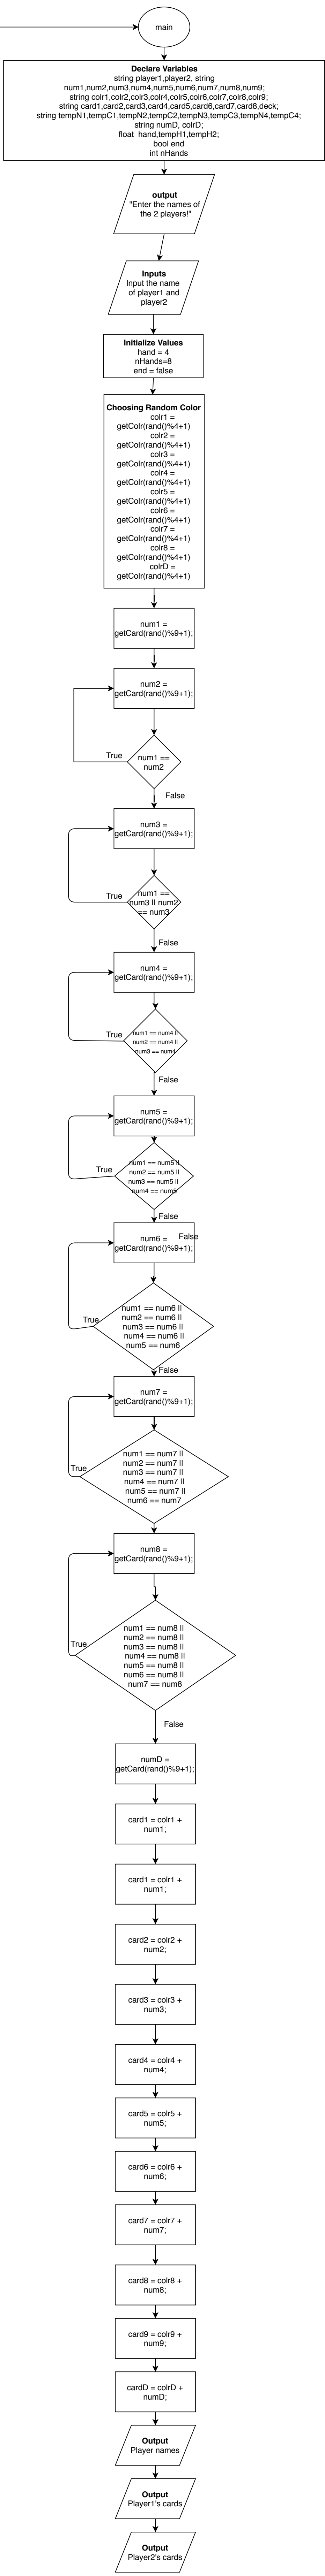 main
Declare Variables
string player1,player2, string
num1,num2,num3,num4,num5,num6,num7,num8,num9;
string colr1,colr2,colr3,colr4,colr5,colr6,colr7,colr8,colr9;
string card1,card2,card3,card4,card5,card6,card7,card8,deck;
string tempN1,tempC1,tempN2,tempC2,tempN3,tempC3,tempN4,tempC4;
string numD, colrD;
float hand,tempH1,tempH2;
bool end
int nHands
output
"Enter the names of
the 2 players!"
Inputs
Input the name
of player1 and
player2
Initialize Values
hand = 4
nHands=8
end = false
Choosing Random Color
colr1 =
getColr(rand()%4+1)
colr2 =
getColr(rand()%4+1)
colr3 =
getColr(rand()%4+1)
colr4 =
getColr(rand()%4+1)
colr5 =
getColr(rand()%4+1)
colr6 =
getColr(rand()%4+1)
colr7 =
getColr(rand()%4+1)
colr8 =
getColr(rand()%4+1)
colrD =
getColr(rand()%4+1)
num1 =
getCard(rand()%9+1);
num2 =
getCard(rand()%9+1);
True
num1 ==
num2
False
num3 =
getCard(rand()%9+1);
True
num1 ==
num3 || num2
== num3
False
num4 =
getCard(rand()%9+1);
True
num1 == num4 ||
num2 == num4 ||
num3 == num4
False
num5 =
getCard(rand()%9+1);
True
num1 == num5 ||
num2 == num5 ||
num3 == num5 ||
num4 == num5
False
num6 =
False
getCard(rand()%9+1);
True
num1 == num6 ||
num2 == num6 ||
num3 == num6 ||
num4 == num6 ||
num5 == num6
False
num7 =
getCard(rand()%9+1);
True
num1 == num7 ||
num2 == num7 ||
num3 == num7 ||
num4 == num7 ||
num5 == num7 ||
num6 == num7
num8 =
getCard(rand()%9+1);
True
num1 == num8 ||
num2 == num8 ||
num3 == num8 ||
num4 == num8 ||
num5 == num8 ||
num6 == num8 ||
num7 == num8
False
numD =
getCard(rand()%9+1);
card1 = colr1 +
num1;
card1 = colr1 +
num1;
card2 = colr2 +
num2;
card3 = colr3 +
num3;
card4 = colr4 +
num4;
card5 = colr5 +
num5;
card6 = colr6 +
num6;
card7 = colr7 +
num7;
card8 = colr8 +
num8;
card9 = colr9 +
num9;
cardD = colrD +
numD;
Output
Player names
Output
Player1's cards
Output
Player2's cards